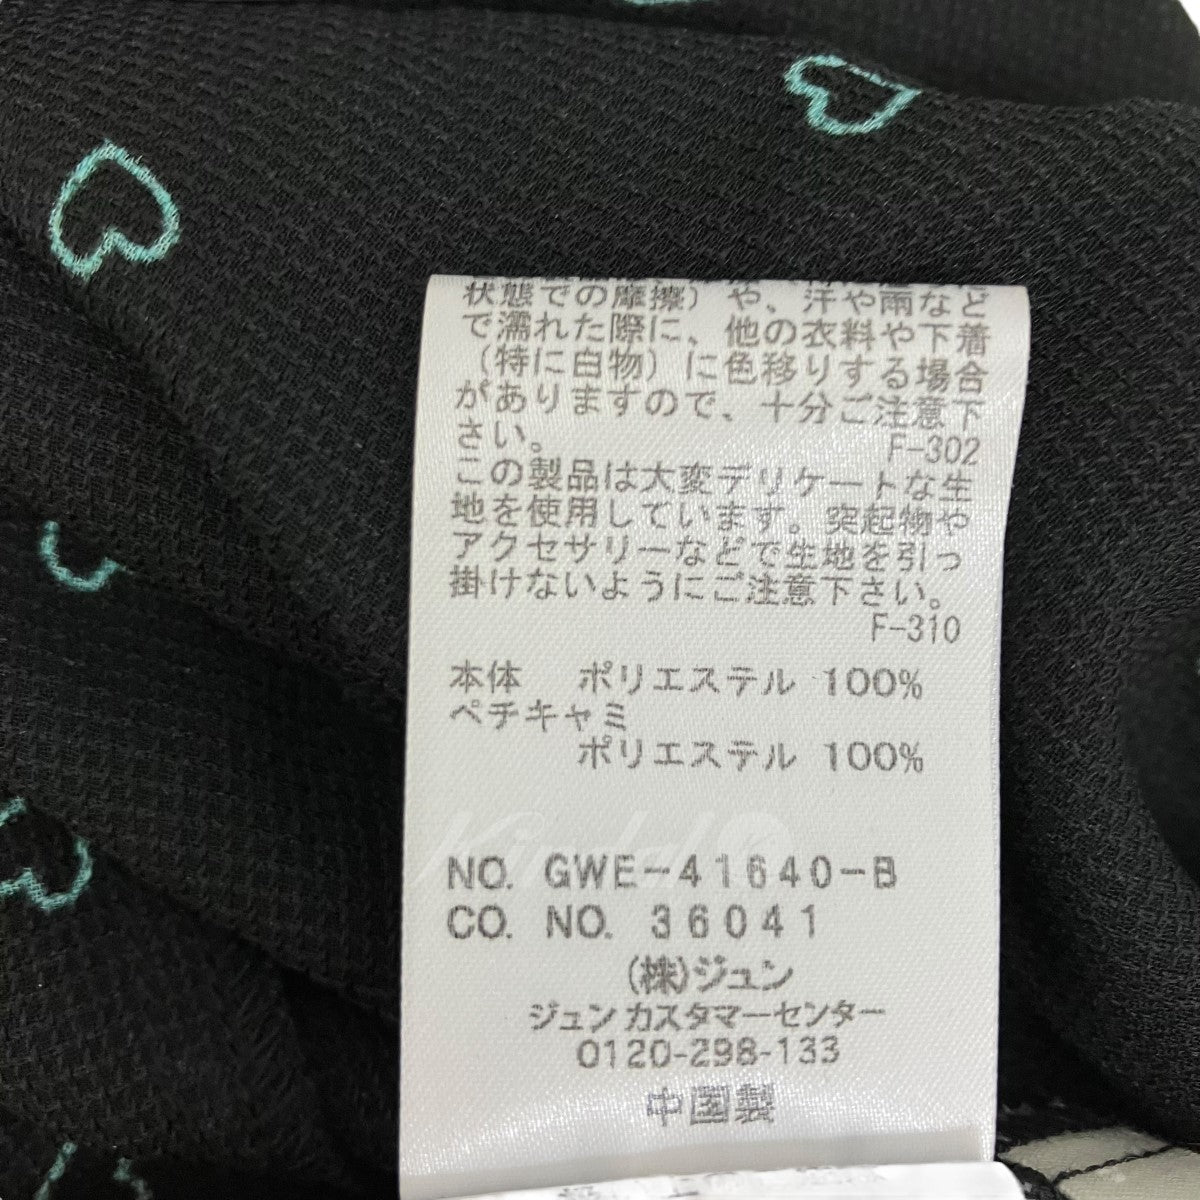 状態での摩擦）や、汗や雨など
で濡れた際に、他の衣料や下着
（特に白物）に色移りする場合
がありますので、十分ご注意下
さい。
F-302
この製品は大変デリケートな生
地を使用しています。突起物や
アクセサリーなどで生地を引っ
掛けないようにご注意下さい。
F-310
本体 ポリエステル 100%
ペチキャミ
ポリエステル 100%
NO. GWE-41640-B
CO. NO. 36041
(株)ジュン
ジュンカスタマーセンター
0120-298-133
中国製